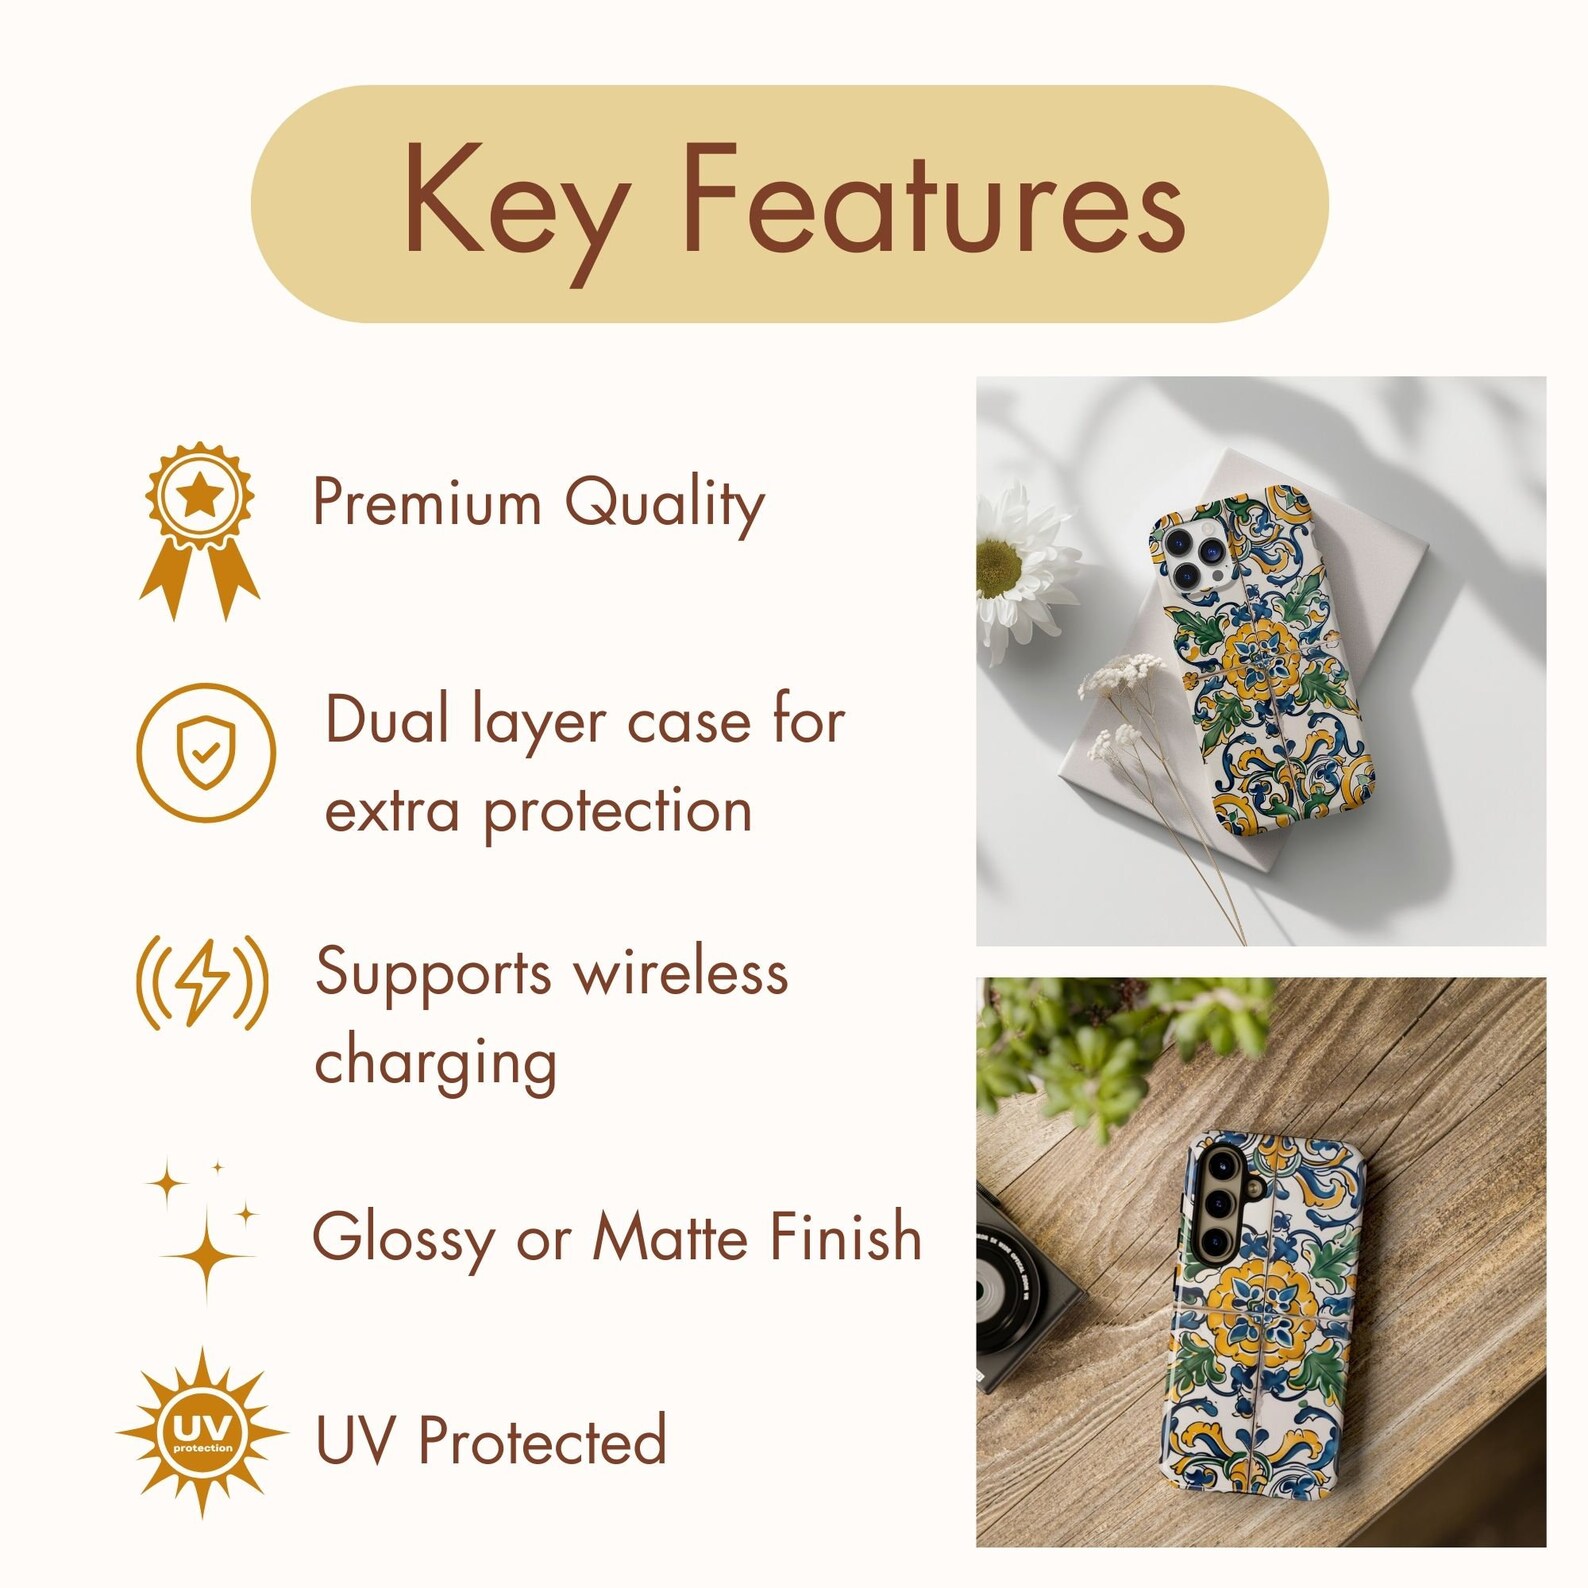 Key Features
Premium Quality
Dual layer case for
extra protection
Supports wireless
charging
Glossy or Matte Finish
UV
protection
UV Protected